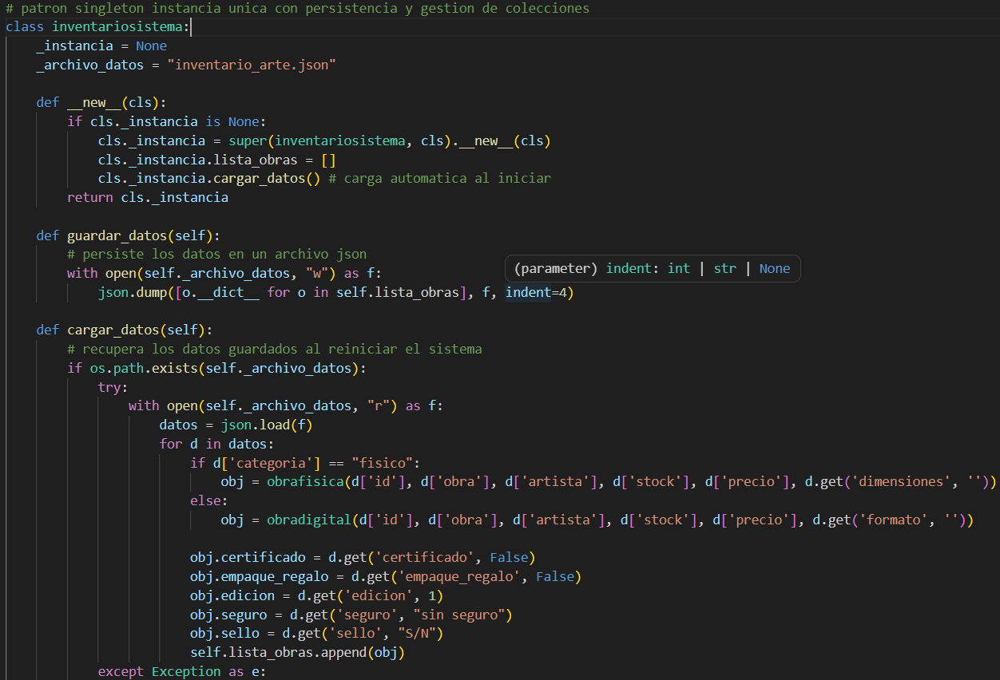 # patron singleton instancia unica con persistencia y gestion de colecciones
class inventariosistema:
    _instancia = None
    _archivo_datos = "inventario_arte.json"

    def __new__(cls):
        if cls._instancia is None:
            cls._instancia = super(inventariosistema, cls).__new__(cls)
            cls._instancia.lista_obras = []
            cls._instancia.cargar_datos() # carga automatica al iniciar
        return cls._instancia

    def guardar_datos(self):
        # persiste los datos en un archivo json
        with open(self._archivo_datos, "w") as f:
(parameter) indent: int | str | None
            json.dump([o.__dict__ for o in self.lista_obras], f, indent=4)

    def cargar_datos(self):
        # recupera los datos guardados al reiniciar el sistema
        if os.path.exists(self._archivo_datos):
            try:
                with open(self._archivo_datos, "r") as f:
                    datos = json.load(f)
                    for d in datos:
                        if d['categoria'] == "fisico":
                            obj = obrafisica(d['id'], d['obra'], d['artista'], d['stock'], d['precio'], d.get('dimensiones', ''))
                        else:
                            obj = obradigital(d['id'], d['obra'], d['artista'], d['stock'], d['precio'], d.get('formato', ''))

                        obj.certificado = d.get('certificado', False)
                        obj.empaque_regalo = d.get('empaque_regalo', False)
                        obj.edicion = d.get('edicion', 1)
                        obj.seguro = d.get('seguro', "sin seguro")
                        obj.sello = d.get('sello', "S/N")
                        self.lista_obras.append(obj)
            except Exception as e: